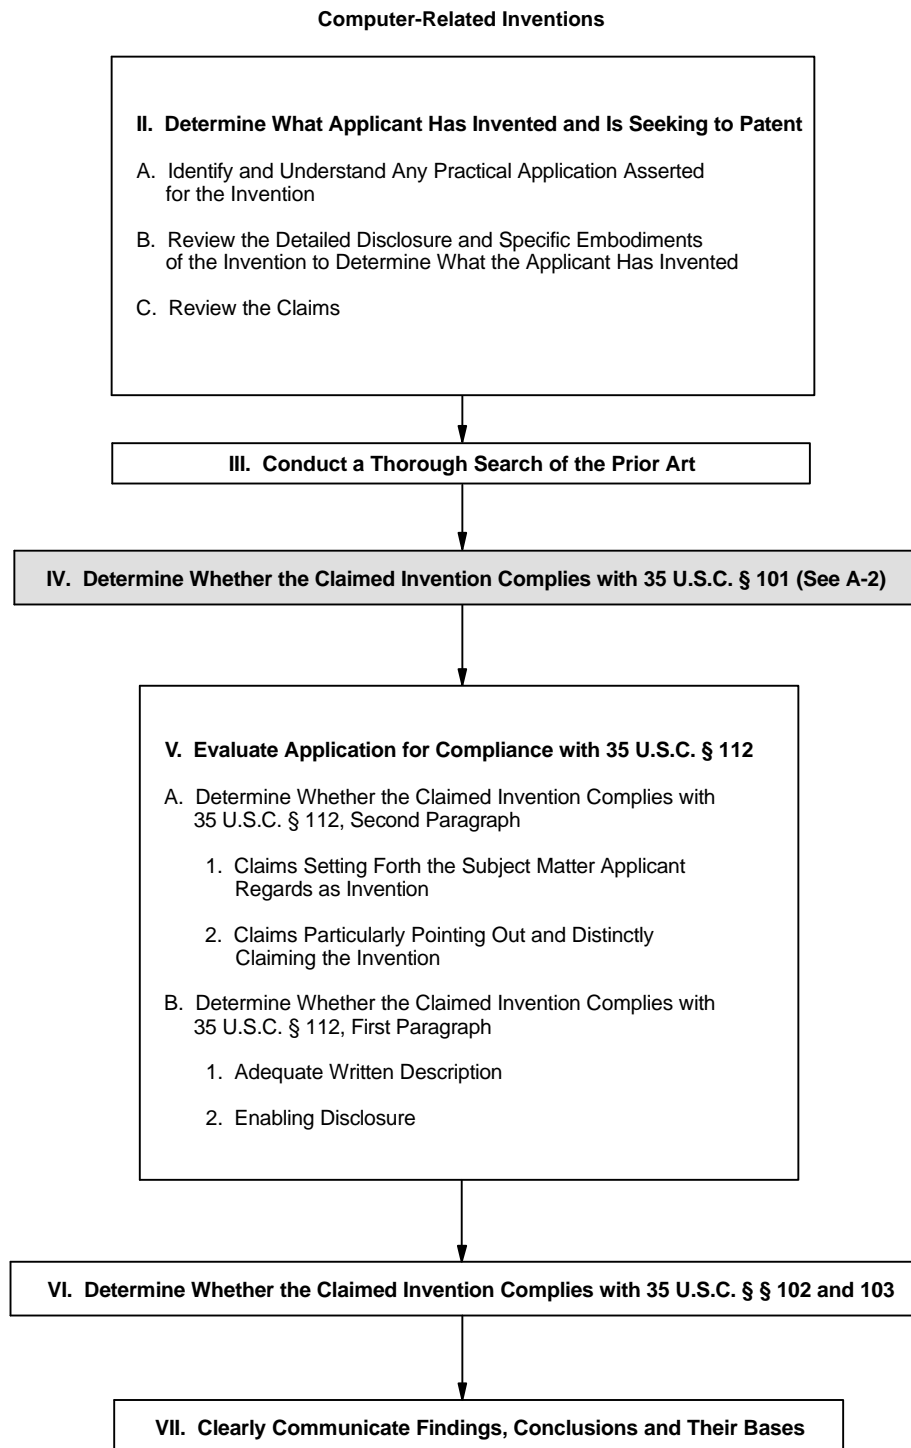 Computer-Related Inventions
II. Determine What Applicant Has Invented and Is Seeking to Patent
A. Identify and Understand Any Practical Application Asserted
for the Invention
B. Review the Detailed Disclosure and Specific Embodiments
of the Invention to Determine What the Applicant Has Invented
C. Review the Claims
III. Conduct a Thorough Search of the Prior Art
IV. Determine Whether the Claimed Invention Complies with 35 U.S.C. § 101 (See A-2)
V. Evaluate Application for Compliance with 35 U.S.C. § 112
A. Determine Whether the Claimed Invention Complies with
35 U.S.C. § 112, Second Paragraph
1. Claims Setting Forth the Subject Matter Applicant
Regards as Invention
2. Claims Particularly Pointing Out and Distinctly
Claiming the Invention
B. Determine Whether the Claimed Invention Complies with
35 U.S.C. § 112, First Paragraph
1. Adequate Written Description
2. Enabling Disclosure
VI. Determine Whether the Claimed Invention Complies with 35 U.S.C. § § 102 and 103
VII. Clearly Communicate Findings, Conclusions and Their Bases